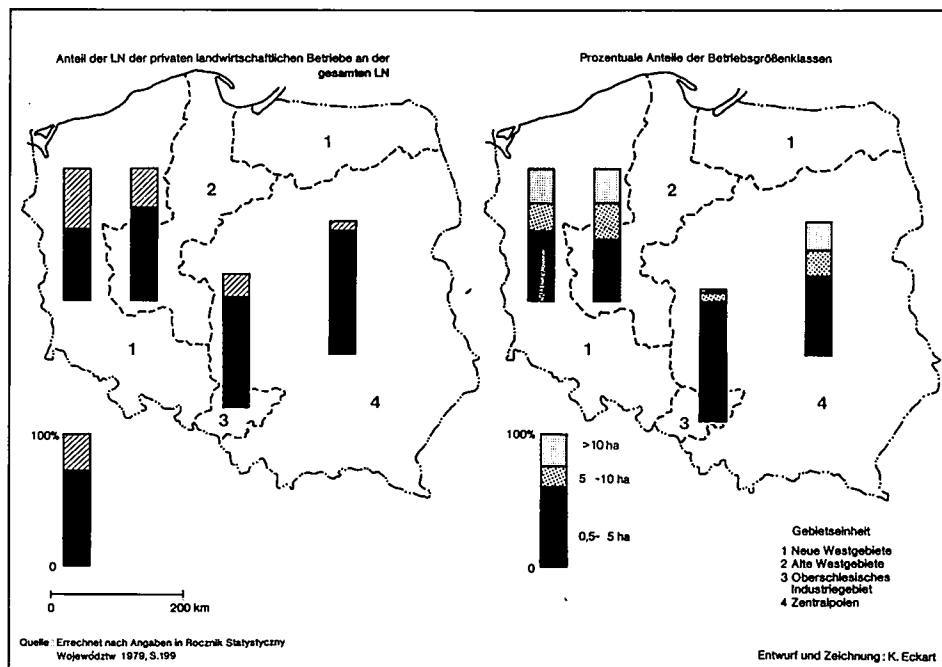 Anteil der LN der privaten landwirtschaftlichen Betriebe an der
gesamten LN
1
2
1
3
4
100%
0
0 200 km
Quelle : Errechnet nach Angaben in Rocznik Statystyczny
Województw 1979, S.199
Prozentuale Anteile der Betriebsgrößenklassen
1
2
1
3
4
100%
>10 ha
5 -10 ha
0,5- 5 ha
0
Gebietseinheit
1 Neue Westgebiete
2 Alte Westgebiete
3 Oberschlesisches
Industriegebiet
4 Zentralpolen
Entwurf und Zeichnung : K. Eckart